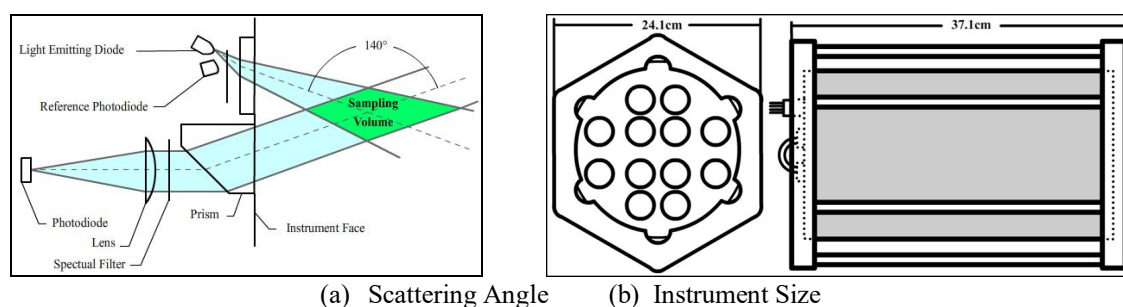 Light Emitting Diode
140°
Reference Photodiode
Sampling
Volume
Photodiode
Lens
Spectual Filter
Prism
Instrument Face
24.1cm
37.1cm
(a) Scattering Angle (b) Instrument Size